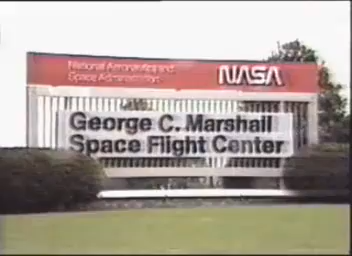 National Aeronautics and
Space Administration
NASA
George C. Marshall
Space Flight Center